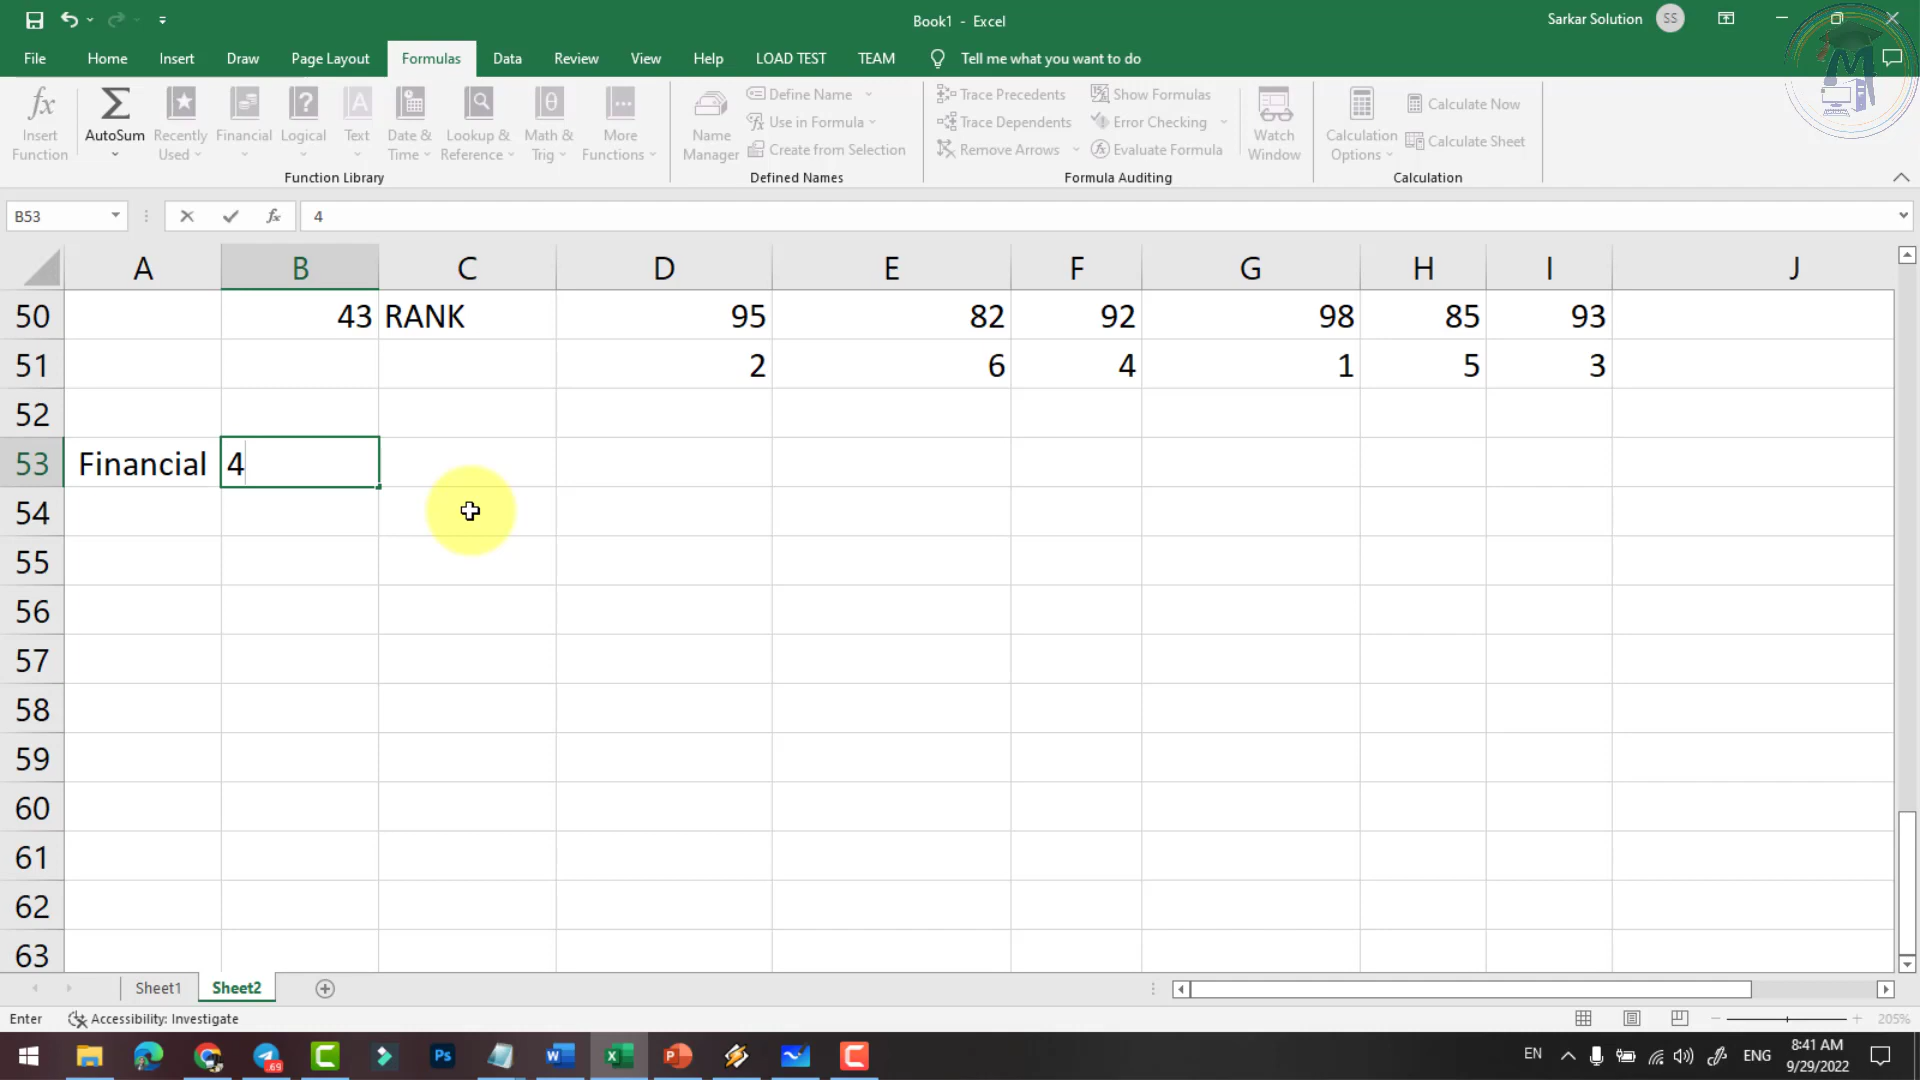 Book1 - Excel
Sarkar Solution SS
File Home Insert Draw Page Layout Formulas Data Review View Help LOAD TEST TEAM Tell me what you want to do
Insert Function
AutoSum
Recently Used
Financial
Logical
Text
Date & Time
Lookup & Reference
Math & Trig
More Functions
Function Library
Name Manager
Define Name
Use in Formula
Create from Selection
Defined Names
Trace Precedents
Trace Dependents
Remove Arrows
Show Formulas
Error Checking
Evaluate Formula
Formula Auditing
Watch Window
Calculation Options
Calculate Now
Calculate Sheet
Calculation
B53 fx 4
A B C D E F G H I J
50 43 RANK 95 82 92 98 85 93
51 2 6 4 1 5 3
52
53 Financial 4
54
55
56
57
58
59
60
61
62
63
Sheet1 Sheet2
Enter Accessibility: Investigate 205%
EN ENG 8:41 AM
9/29/2022